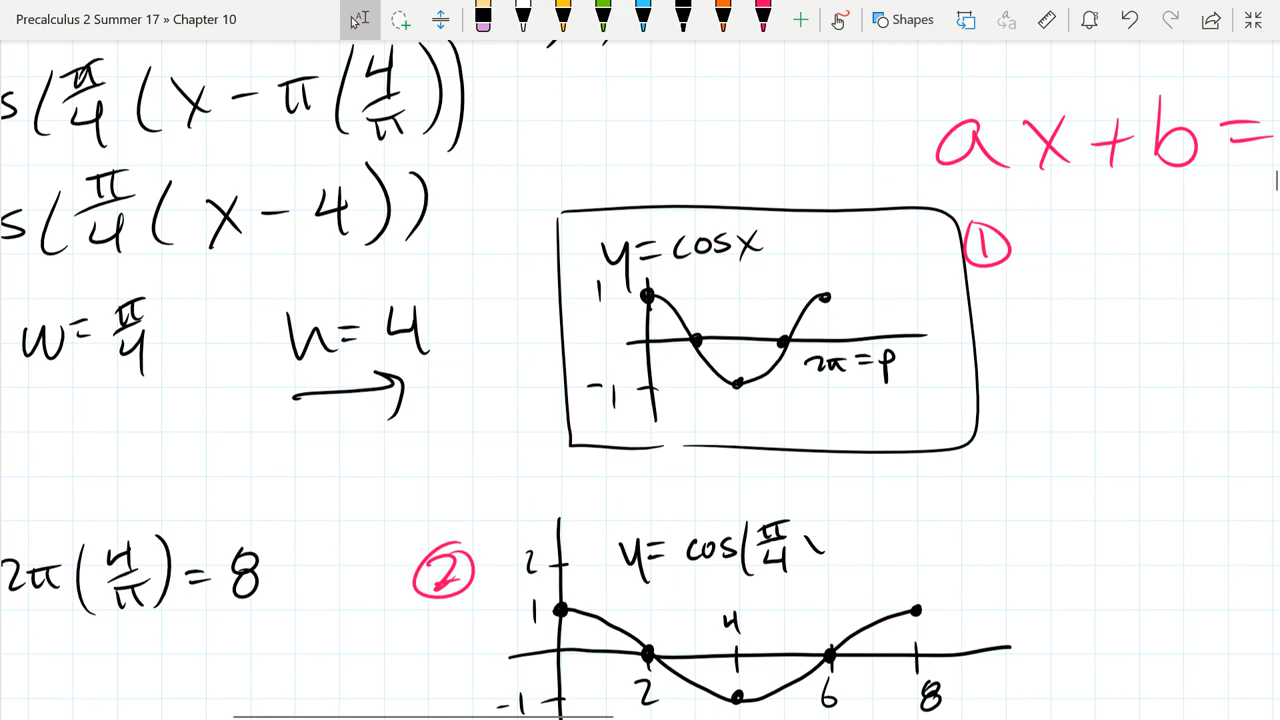 Precalculus 2 Summer 17 » Chapter 10
Shapes
s(π/4(x - π(4/π))
s(π/4(x - 4))
w = π/4
h = 4
ax + b =
①
y = cos x
1
-1
2π = p
2π(4/π) = 8
②
y = cos(π/4
2
1
-1
2
4
6
8